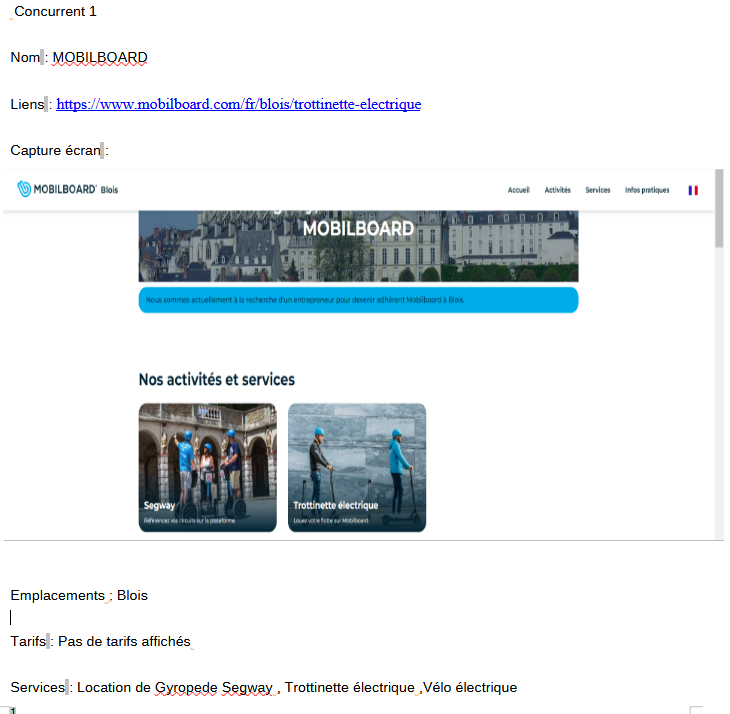 Concurrent 1
Nom : MOBILBOARD
Liens : https://www.mobilboard.com/fr/blois/trottinette-electrique
Capture écran :
MOBILBOARD Blois
Accueil Activités Services Infos pratiques
MOBILBOARD
Nous sommes actuellement à la recherche d'un entrepreneur pour devenir adhérent Mobilboard à Blois.
Nos activités et services
Segway Trottinette électrique
Référencez vos circuits sur la plateforme Louez votre flotte sur Mobilboard
Emplacements : Blois
Tarifs : Pas de tarifs affichés
Services : Location de Gyropede Segway , Trottinette électrique ,Vélo électrique
1